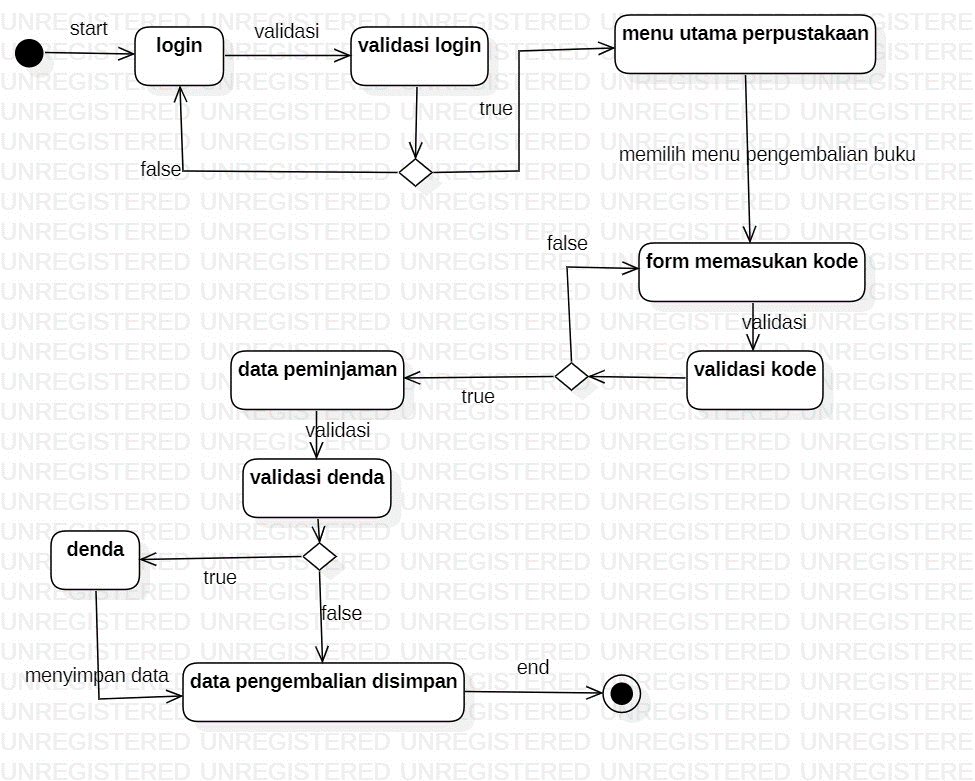 start
login
validasi
validasi login
menu utama perpustakaan
true
false
memilih menu pengembalian buku
false
form memasukan kode
validasi
validasi kode
true
data peminjaman
validasi
validasi denda
denda
true
false
menyimpan data
data pengembalian disimpan
end
UNREGISTERED